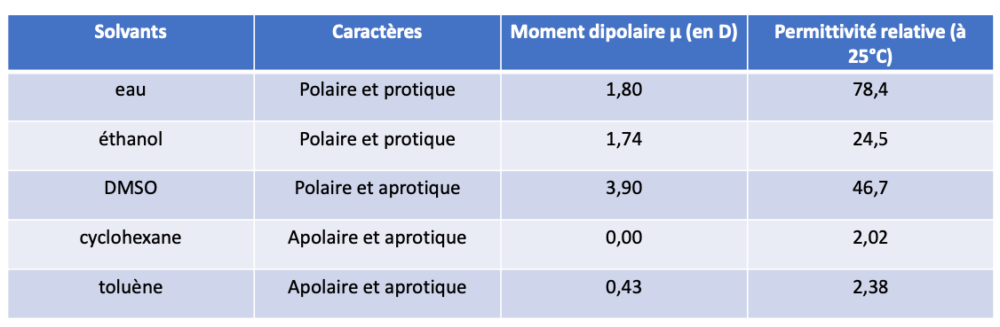 Solvants Caractères Moment dipolaire µ (en D) Permittivité relative (à 25°C)
eau Polaire et protique 1,80 78,4
éthanol Polaire et protique 1,74 24,5
DMSO Polaire et aprotique 3,90 46,7
cyclohexane Apolaire et aprotique 0,00 2,02
toluène Apolaire et aprotique 0,43 2,38